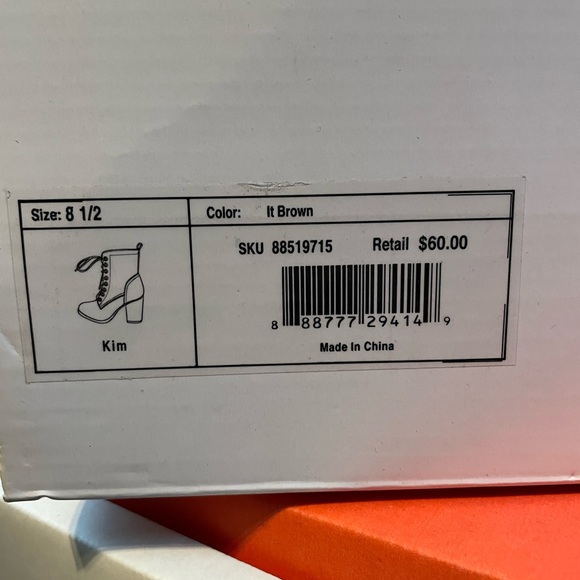 Size: 8 1/2
Color: It Brown
SKU 88519715 Retail $60.00
8 88777 29414 9
Kim
Made In China